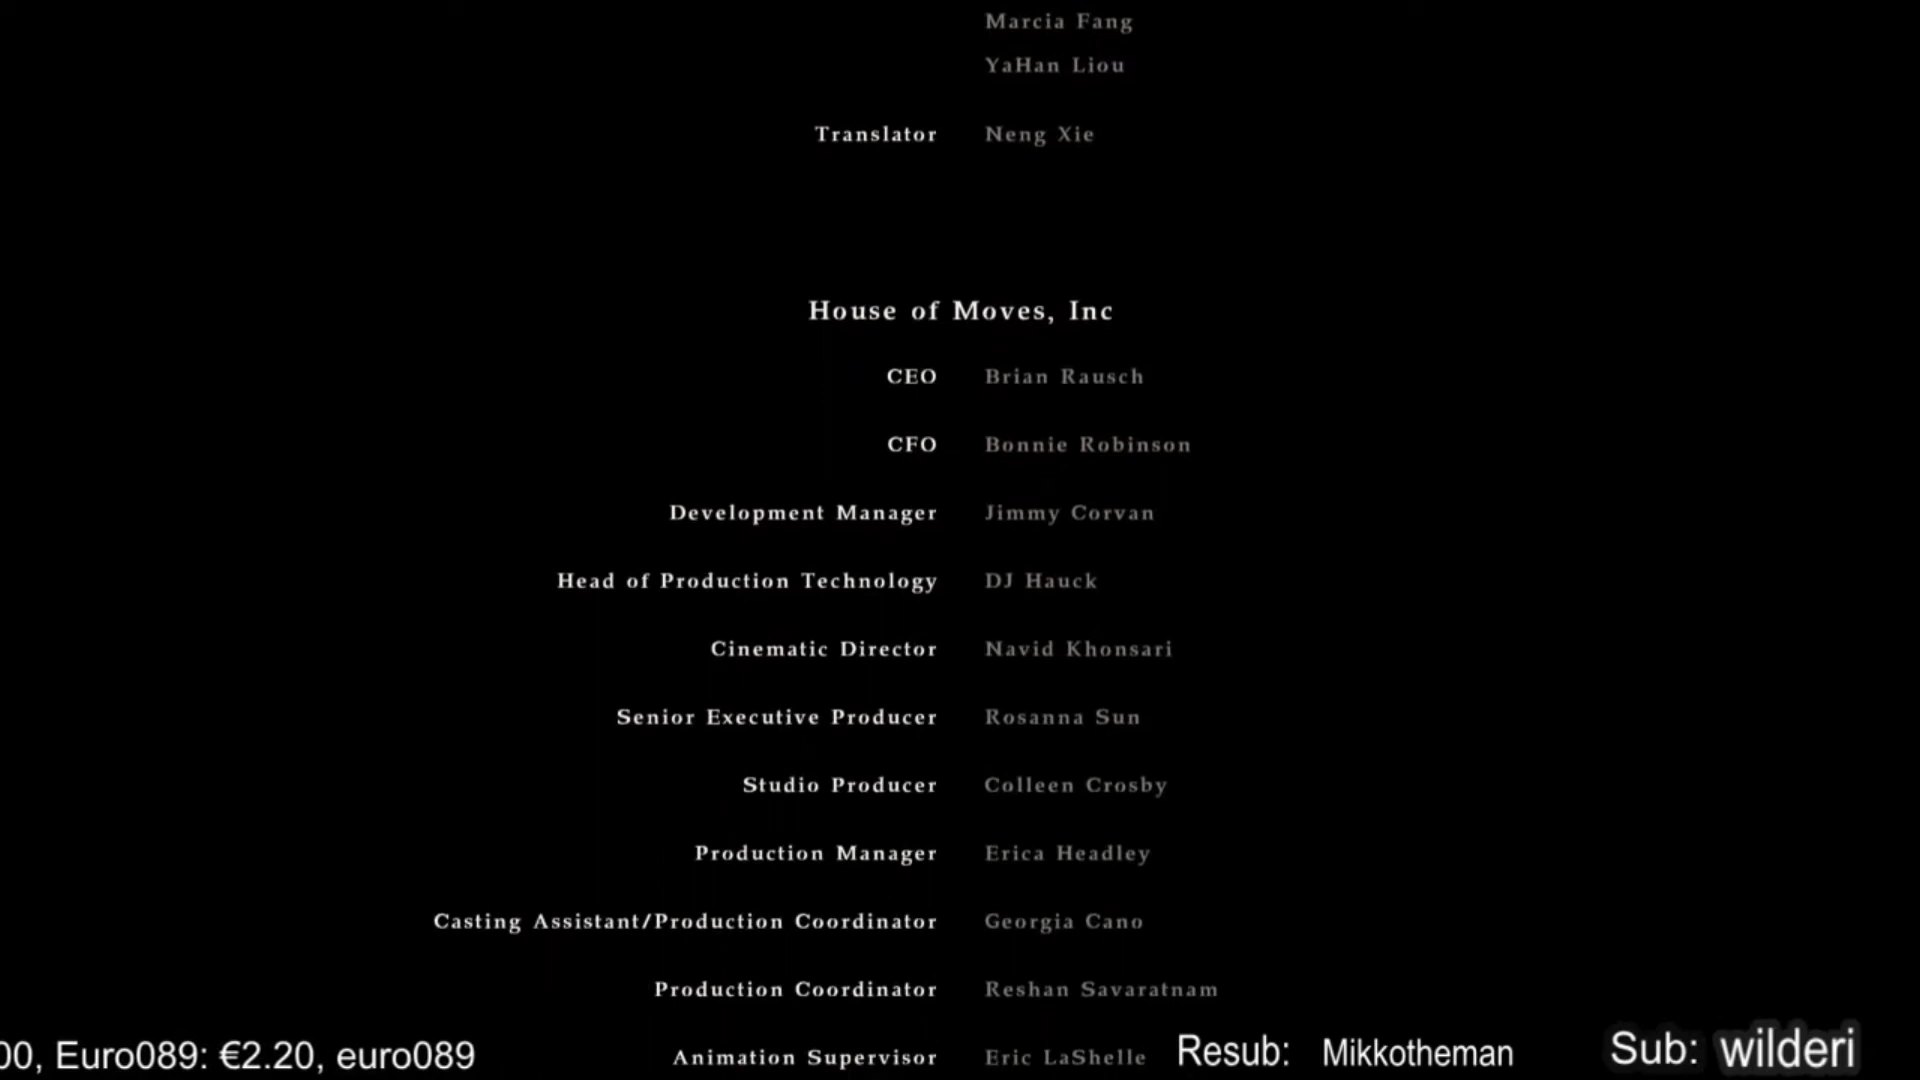 Marcia Fang
YaHan Liou
Translator Neng Xie
House of Moves, Inc
CEO Brian Rausch
CFO Bonnie Robinson
Development Manager Jimmy Corvan
Head of Production Technology DJ Hauck
Cinematic Director Navid Khonsari
Senior Executive Producer Rosanna Sun
Studio Producer Colleen Crosby
Production Manager Erica Headley
Casting Assistant/Production Coordinator Georgia Cano
Production Coordinator Reshan Savaratnam
Animation Supervisor Eric LaShelle
00, Euro089: €2.20, euro089 Resub: Mikkotheman Sub: wilderi